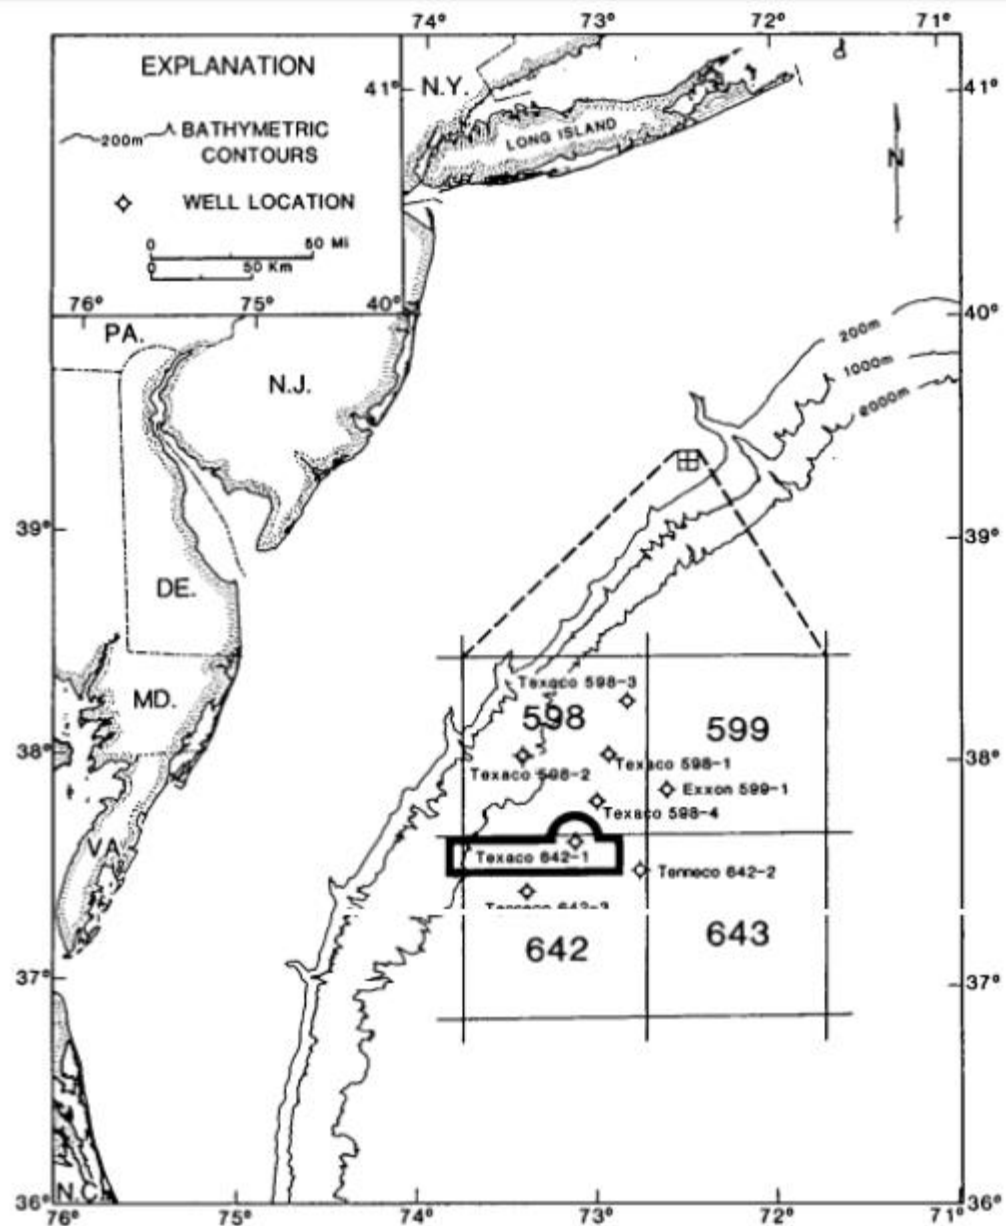 74° 73° 72° 71°
EXPLANATION
200m BATHYMETRIC
CONTOURS
WELL LOCATION
0 50 Mi
0 50 Km
76° 75° 40°
41° N.Y. 41°
LONG ISLAND
N
PA.
N.J.
40°
200m
1000m
2000m
39° 39°
DE.
MD.
38° 38°
VA
Texaco 598-3
598 599
Texaco 598-2
Texaco 598-1
Exxon 599-1
Texaco 598-4
Texaco 642-1
Tenneco 642-2
642 643
37° 37°
N.C.
36° 36°
76° 75° 74° 73° 72° 71°